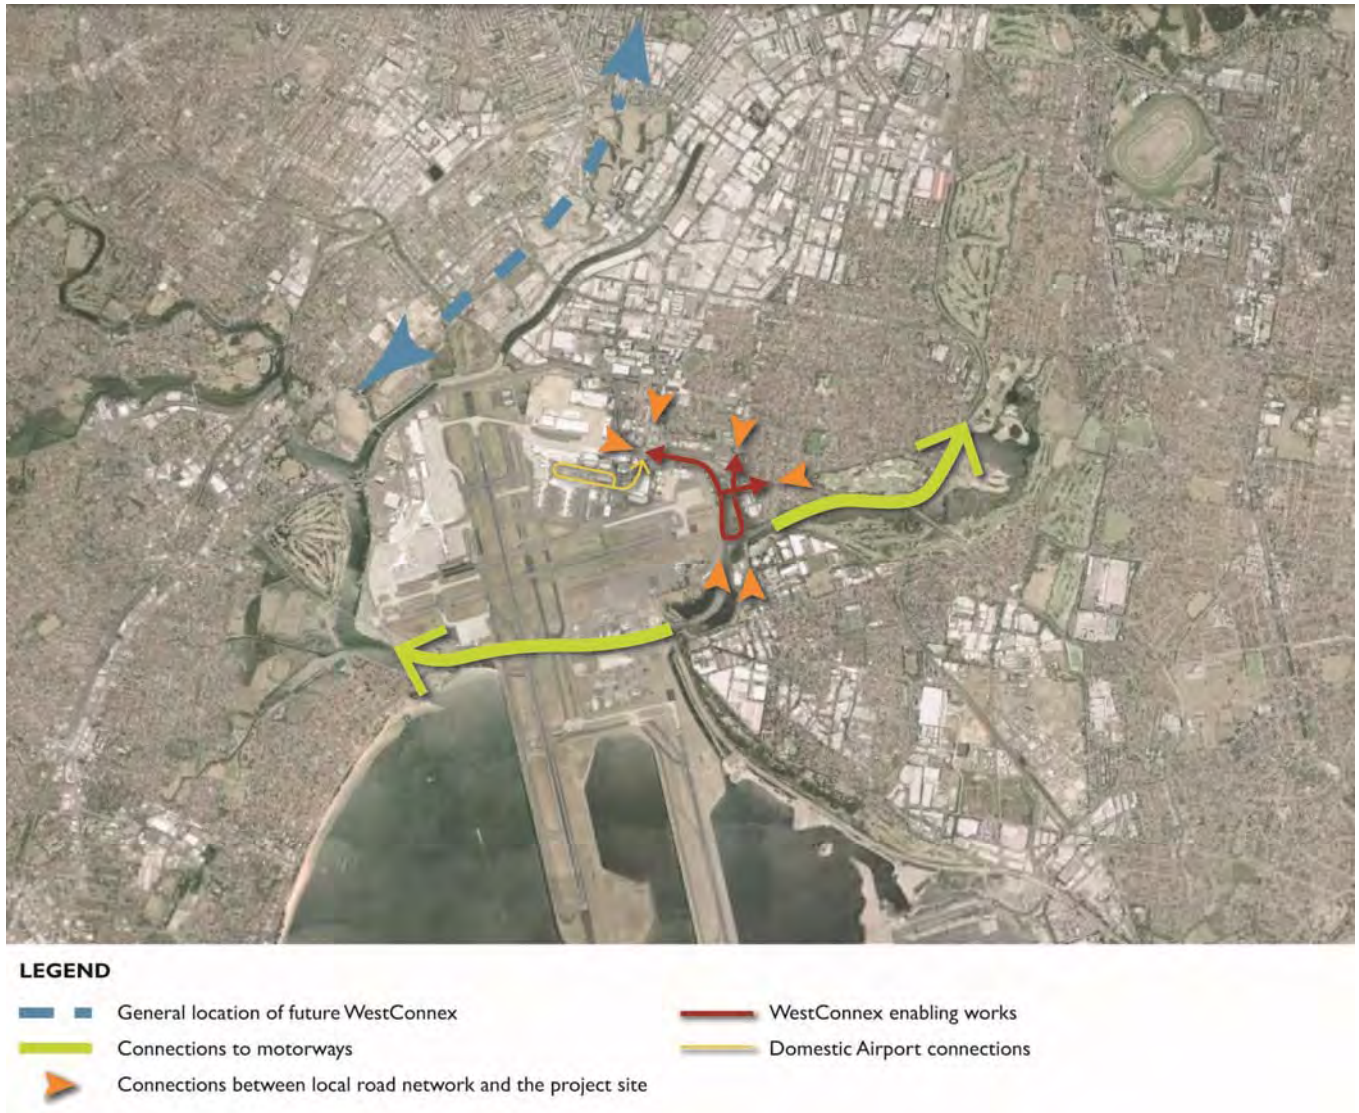 LEGEND
General location of future WestConnex
Connections to motorways
Connections between local road network and the project site
WestConnex enabling works
Domestic Airport connections